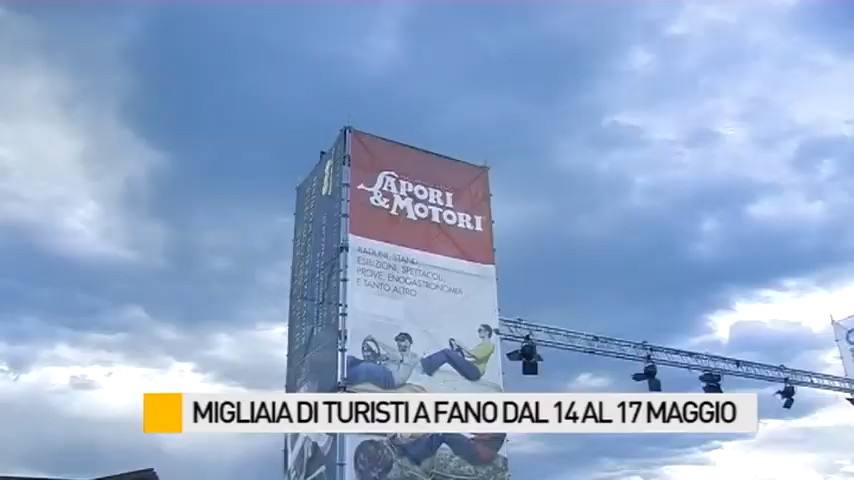 SAPORI
& MOTORI
RADUNI, STAND,
ESIBIZIONI, SPETTACOLI,
PROVE, ENOGASTRONOMIA
E TANTO ALTRO
MIGLIAIA DI TURISTI A FANO DAL 14 AL 17 MAGGIO